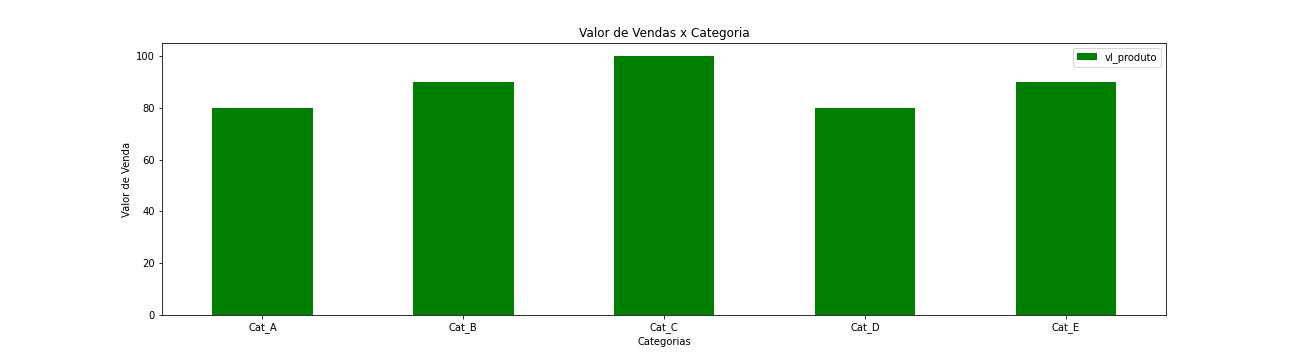 Valor de Vendas x Categoria
vl_produto
Valor de Venda
100
80
60
40
20
0
Cat_A Cat_B Cat_C Cat_D Cat_E
Categorias